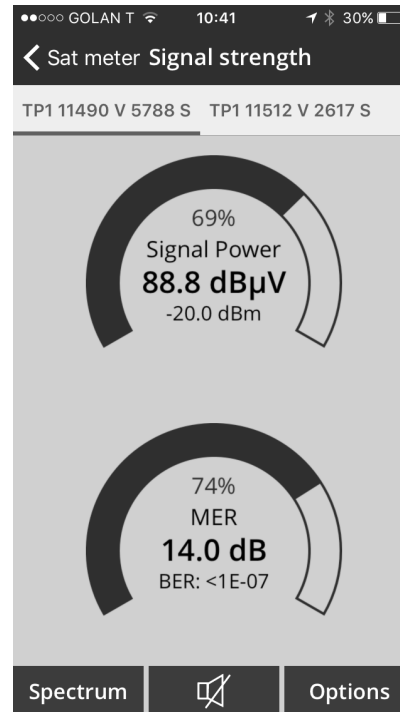 GOLAN T 10:41 30%
Sat meter Signal strength
TP1 11490 V 5788 S TP1 11512 V 2617 S
69%
Signal Power
88.8 dBµV
-20.0 dBm
74%
MER
14.0 dB
BER: <1E-07
Spectrum Options